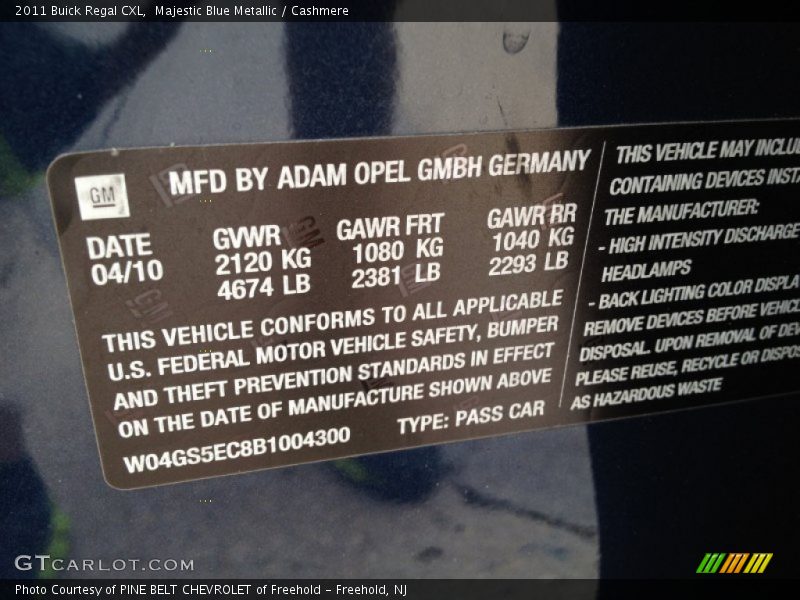 2011 Buick Regal CXL,  Majestic Blue Metallic / Cashmere
GM
MFD BY ADAM OPEL GMBH GERMANY
DATE
04/10
GVWR
2120 KG
4674 LB
GAWR FRT
1080 KG
2381 LB
GAWR RR
1040 KG
2293 LB
THIS VEHICLE CONFORMS TO ALL APPLICABLE
U.S. FEDERAL MOTOR VEHICLE SAFETY, BUMPER
AND THEFT PREVENTION STANDARDS IN EFFECT
ON THE DATE OF MANUFACTURE SHOWN ABOVE
W04GS5EC8B1004300
TYPE: PASS CAR
THIS VEHICLE MAY INCLU
CONTAINING DEVICES INSTA
THE MANUFACTURER:
- HIGH INTENSITY DISCHARGE
HEADLAMPS
- BACK LIGHTING COLOR DISPLA
REMOVE DEVICES BEFORE VEHIC
DISPOSAL. UPON REMOVAL OF DEV
PLEASE REUSE, RECYCLE OR DISPOS
AS HAZARDOUS WASTE
GTCARLOT.COM
Photo Courtesy of PINE BELT CHEVROLET of Freehold – Freehold, NJ